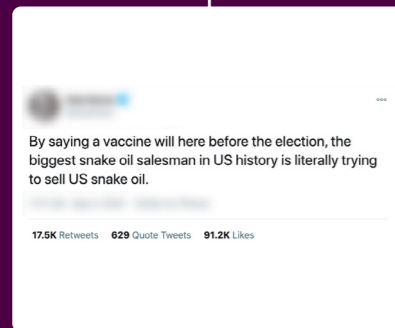 By saying a vaccine will here before the election, the
biggest snake oil salesman in US history is literally trying
to sell US snake oil.
17.5K Retweets 629 Quote Tweets 91.2K Likes